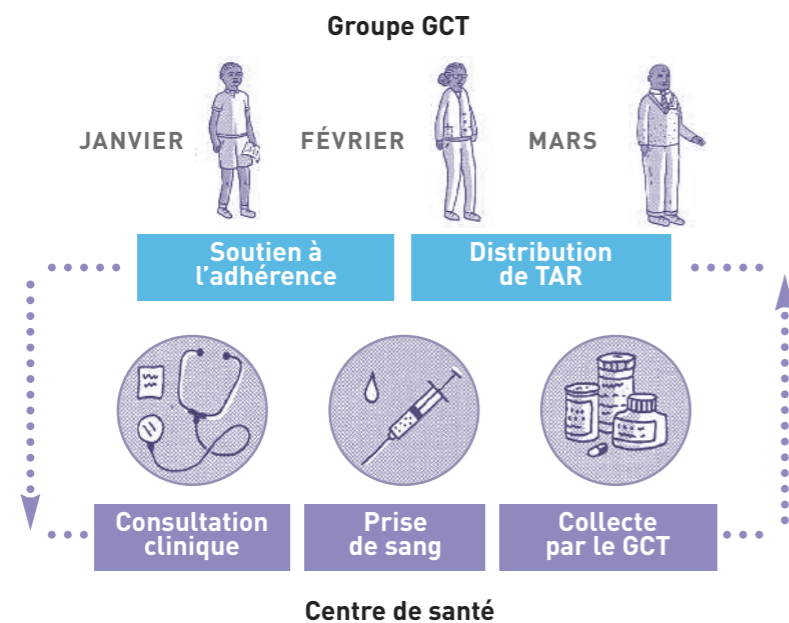 Groupe GCT
JANVIER
FÉVRIER
MARS
Soutien à
l’adhérence
Distribution
de TAR
Consultation
clinique
Prise
de sang
Collecte
par le GCT
Centre de santé